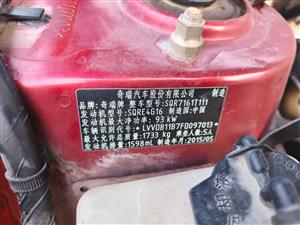 奇瑞汽车股份有限公司 制造
品牌:奇瑞牌 整车型号:SQR7161T111
发动机型号:SQRE4G16 制造国:中国
发动机最大净功率:93 kW
车辆识别代号:★LVVDB11B7FD097013★
最大允许总质量:1733 kg 乘坐人数:5人
发动机排量:1598mL 制造年月:2015/05